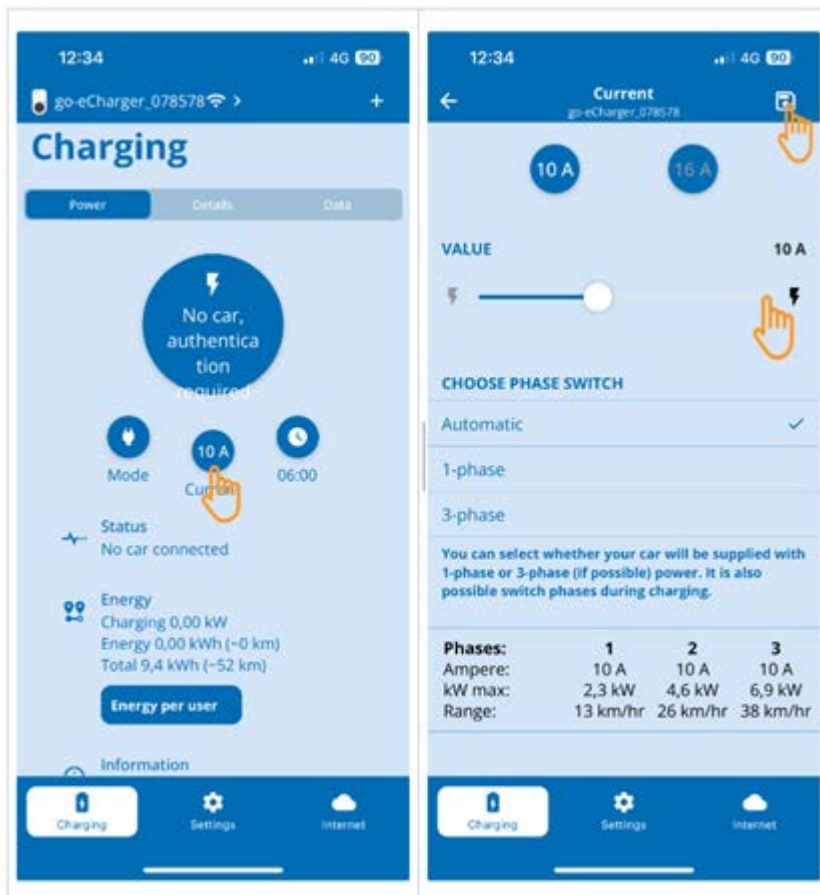 12:34
4G 90
go-eCharger_078578 >
+
Charging
Power
Details
Data
No car,
authentica
tion
required
10 A
Mode
Current
06:00
Status
No car connected
Energy
Charging 0,00 kW
Energy 0,00 kWh (~0 km)
Total 9,4 kWh (~52 km)
Energy per user
Information
Charging
Settings
Internet
12:34
4G 90
Current
go-eCharger_078578
10 A
16 A
VALUE
10 A
CHOOSE PHASE SWITCH
Automatic
1-phase
3-phase
You can select whether your car will be supplied with
1-phase or 3-phase (if possible) power. It is also
possible switch phases during charging.
Phases: 1 2 3
Ampere: 10 A 10 A 10 A
kW max: 2,3 kW 4,6 kW 6,9 kW
Range: 13 km/hr 26 km/hr 38 km/hr
Charging
Settings
Internet